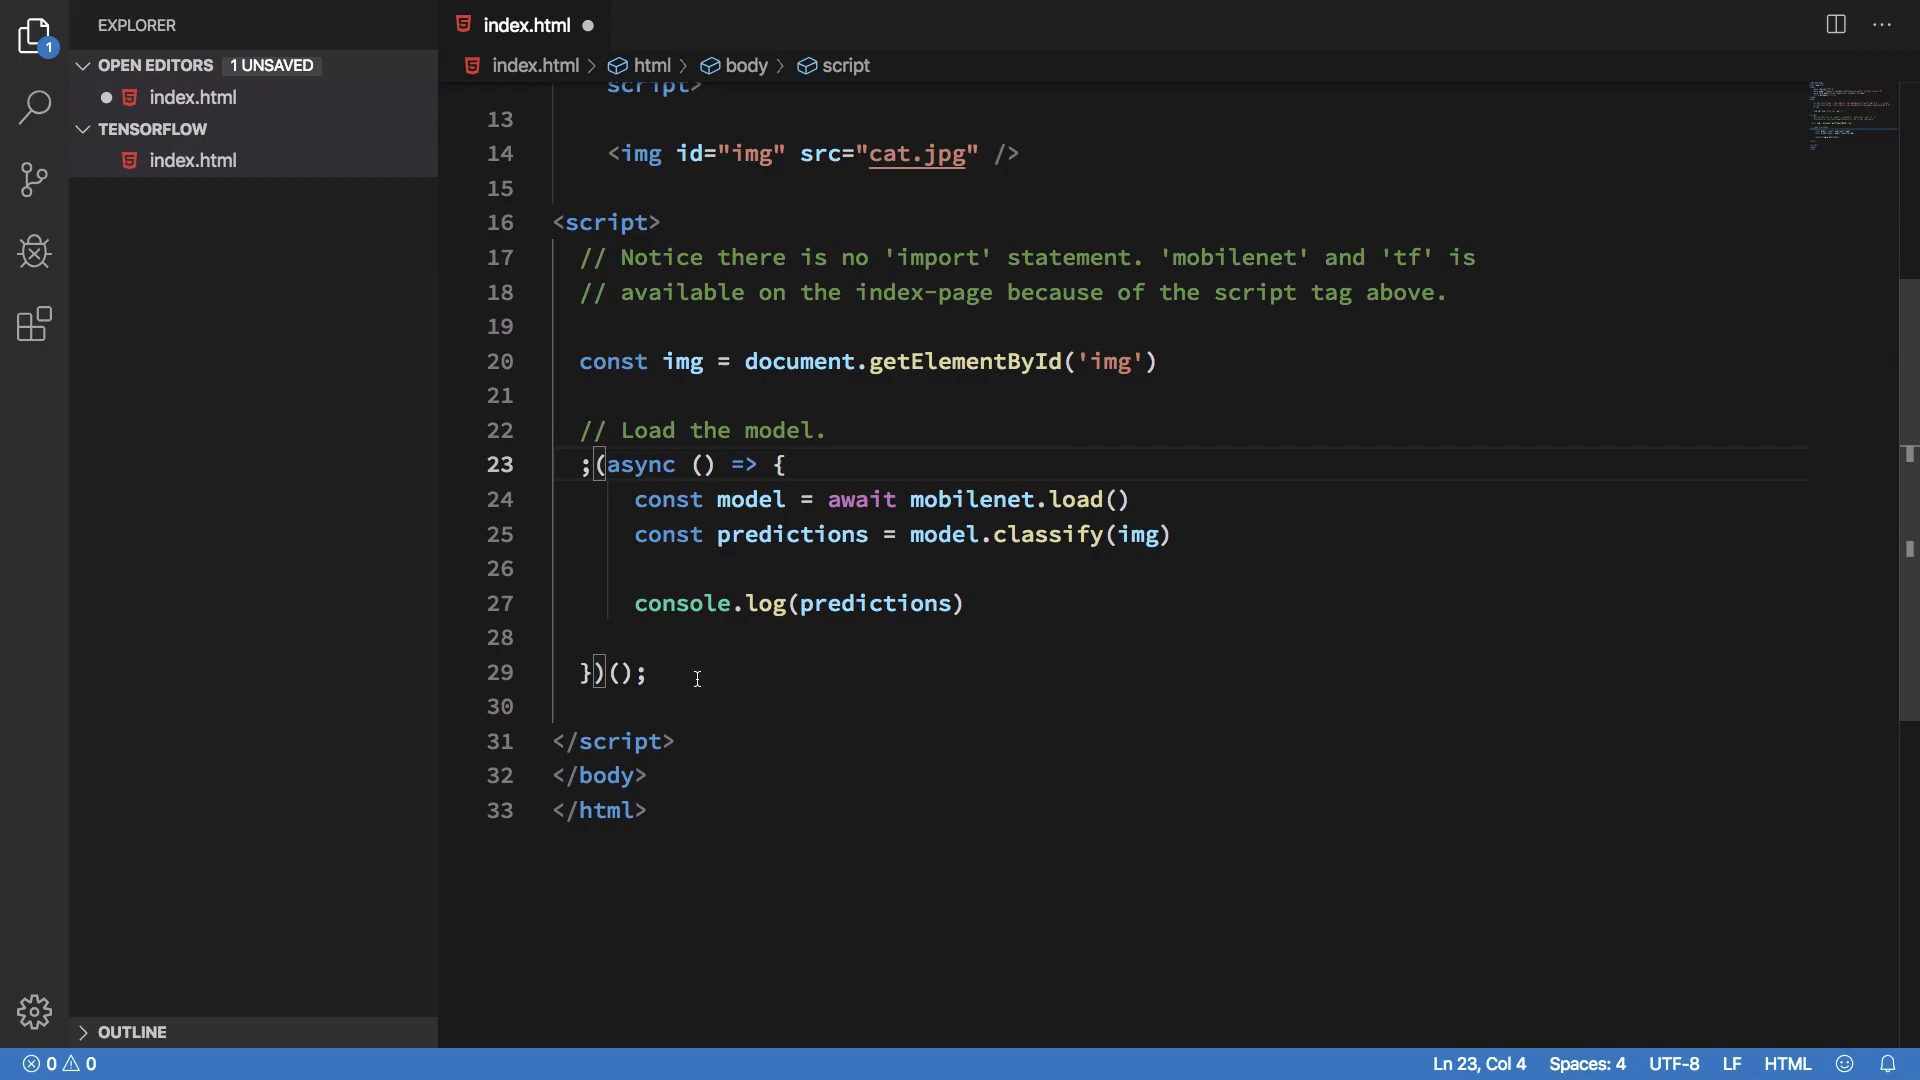 EXPLORER
index.html
1
OPEN EDITORS 1 UNSAVED
index.html > html > body > script
index.html
TENSORFLOW
index.html
script>
13
14 <img id="img" src="cat.jpg" />
15
16 <script>
17 // Notice there is no 'import' statement. 'mobilenet' and 'tf' is
18 // available on the index-page because of the script tag above.
19
20 const img = document.getElementById('img')
21
22 // Load the model.
23 ;(async () => {
24 const model = await mobilenet.load()
25 const predictions = model.classify(img)
26
27 console.log(predictions)
28
29 })();
30
31 </script>
32 </body>
33 </html>
OUTLINE
0 0 Ln 23, Col 4 Spaces: 4 UTF-8 LF HTML